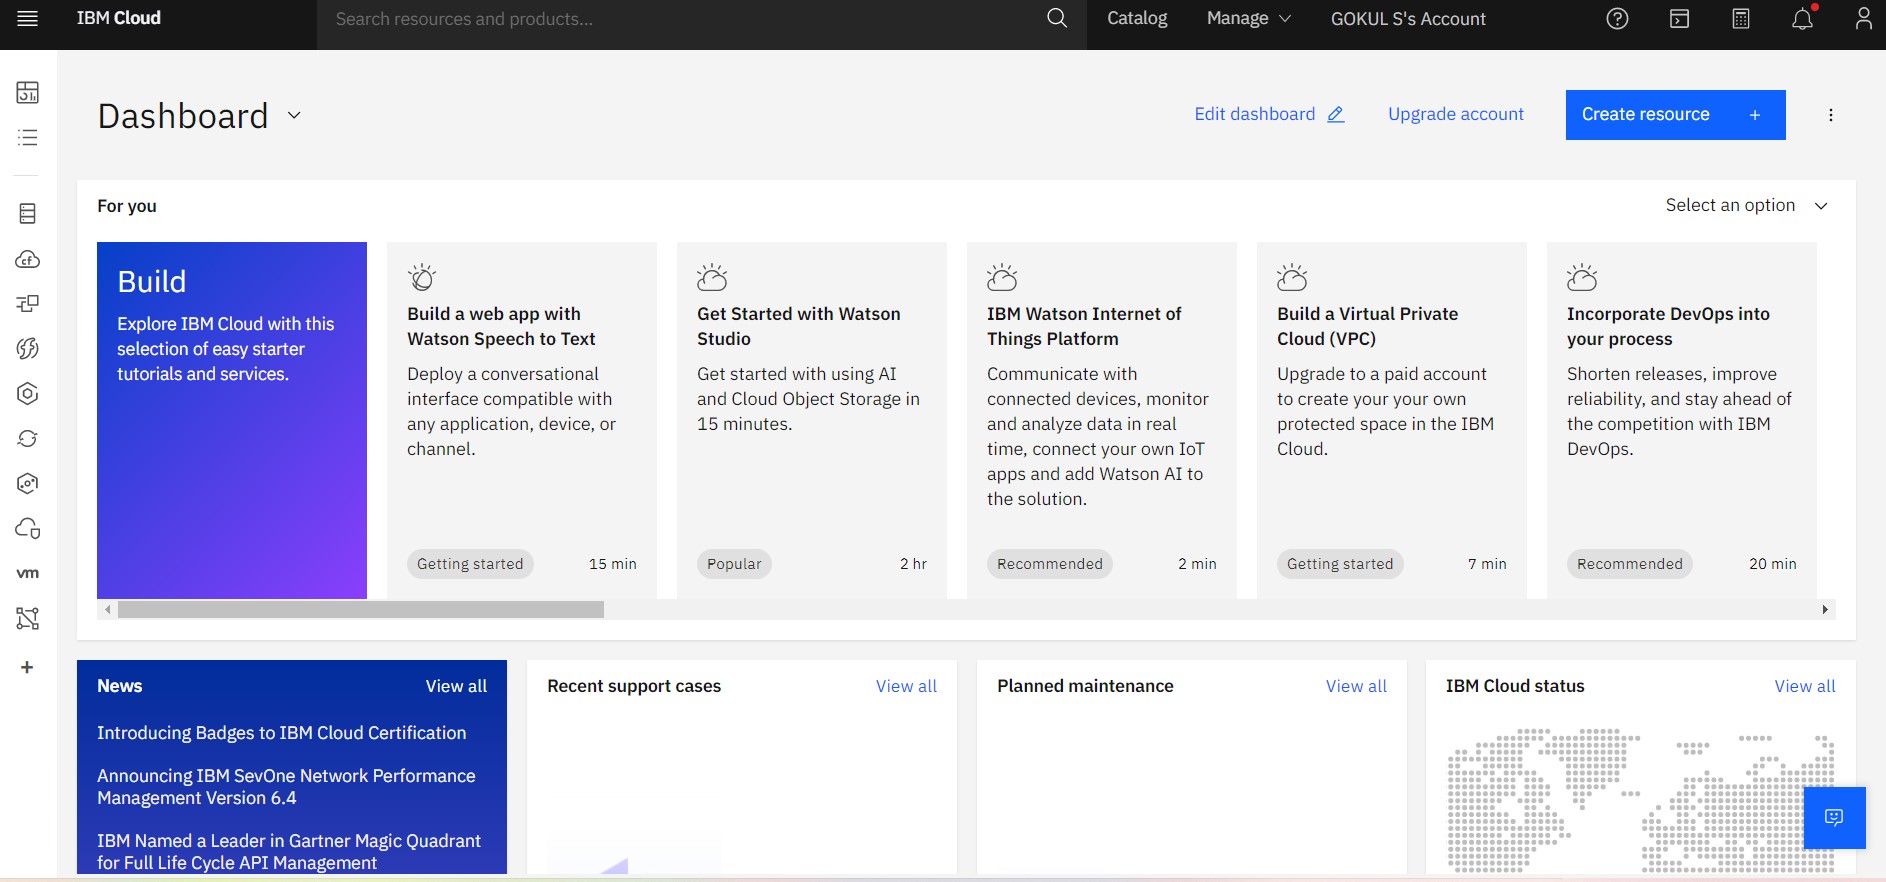 IBM Cloud
Search resources and products...
Catalog
Manage
GOKUL S's Account
Dashboard
Edit dashboard
Upgrade account
Create resource +
For you
Select an option
Build
Explore IBM Cloud with this
selection of easy starter
tutorials and services.
Build a web app with
Watson Speech to Text
Deploy a conversational
interface compatible with
any application, device, or
channel.
Getting started
15 min
Get Started with Watson
Studio
Get started with using AI
and Cloud Object Storage in
15 minutes.
Popular
2 hr
IBM Watson Internet of
Things Platform
Communicate with
connected devices, monitor
and analyze data in real
time, connect your own IoT
apps and add Watson AI to
the solution.
Recommended
2 min
Build a Virtual Private
Cloud (VPC)
Upgrade to a paid account
to create your your own
protected space in the IBM
Cloud.
Getting started
7 min
Incorporate DevOps into
your process
Shorten releases, improve
reliability, and stay ahead of
the competition with IBM
DevOps.
Recommended
20 min
cf
vm
News
View all
Introducing Badges to IBM Cloud Certification
Announcing IBM SevOne Network Performance
Management Version 6.4
IBM Named a Leader in Gartner Magic Quadrant
for Full Life Cycle API Management
Recent support cases
View all
Planned maintenance
View all
IBM Cloud status
View all